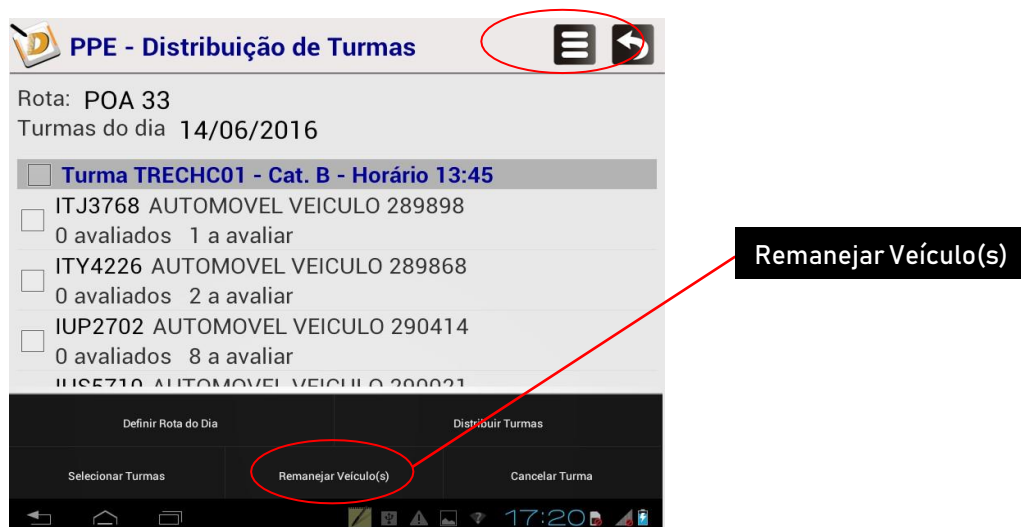 PPE - Distribuição de Turmas
Rota: POA 33
Turmas do dia 14/06/2016
Turma TRECHC01 - Cat. B - Horário 13:45
ITJ3768 AUTOMOVEL VEICULO 289898
0 avaliados 1 a avaliar
ITY4226 AUTOMOVEL VEICULO 289868
0 avaliados 2 a avaliar
Remanejar Veículo(s)
IUP2702 AUTOMOVEL VEICULO 290414
0 avaliados 8 a avaliar
AUTOMOVEL VEICULO
Definir Rota do Dia Distribuir Turmas
Selecionar Turmas Remanejar Veículo(s) Cancelar Turma
17:20